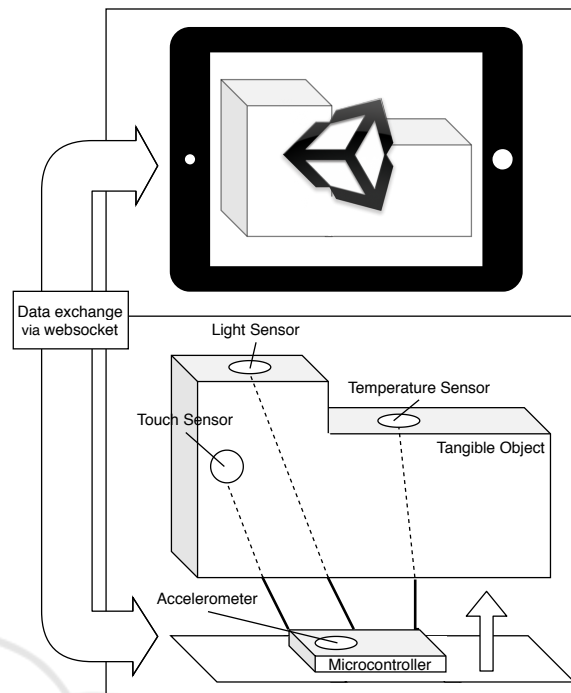 Data exchange
via websocket
Light Sensor
Temperature Sensor
Touch Sensor
Tangible Object
Accelerometer
Microcontroller